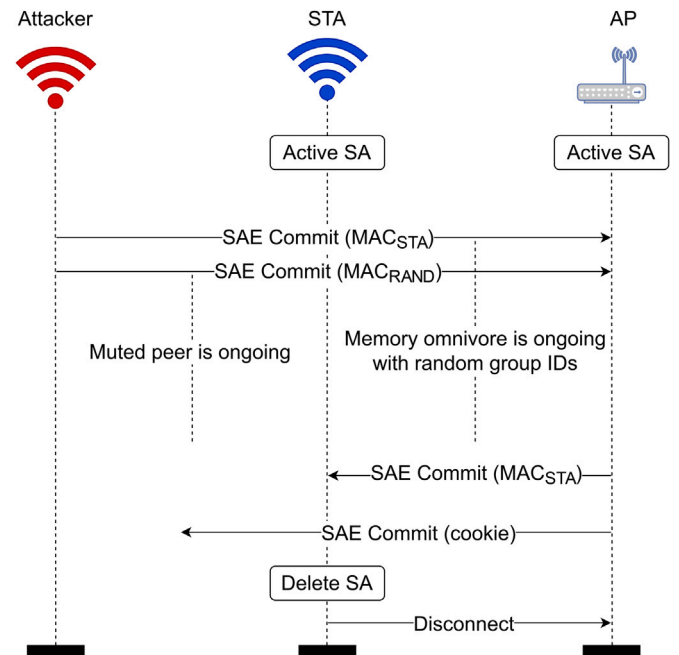 Attacker
STA
AP
Active SA
Active SA
SAE Commit (MACSTA)
SAE Commit (MACRAND)
Muted peer is ongoing
Memory omnivore is ongoing
with random group IDs
SAE Commit (MACSTA)
SAE Commit (cookie)
Delete SA
Disconnect